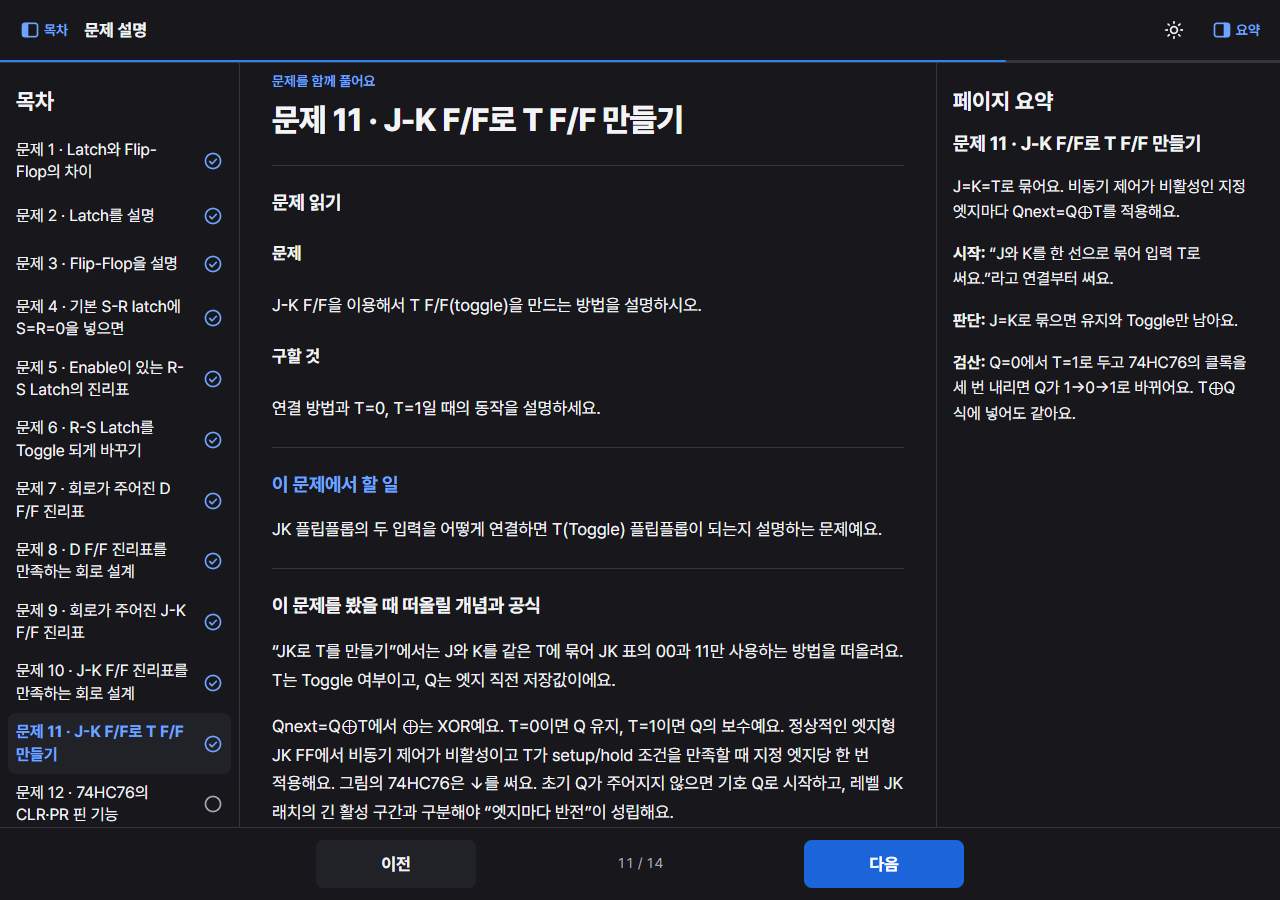 목차
문제 설명
요약
목차
문제 1 · Latch와 Flip-
Flop의 차이
문제 2 · Latch를 설명
문제 3 · Flip-Flop을 설명
문제 4 · 기본 S-R latch에
S=R=0을 넣으면
문제 5 · Enable이 있는 R-
S Latch의 진리표
문제 6 · R-S Latch를
Toggle 되게 바꾸기
문제 7 · 회로가 주어진 D
F/F 진리표
문제 8 · D F/F 진리표를
만족하는 회로 설계
문제 9 · 회로가 주어진 J-K
F/F 진리표
문제 10 · J-K F/F 진리표를
만족하는 회로 설계
문제 11 · J-K F/F로 T F/F
만들기
문제 12 · 74HC76의
CLR·PR 핀 기능
문제를 함께 풀어요
문제 11 · J-K F/F로 T F/F 만들기
문제 읽기
문제
J-K F/F을 이용해서 T F/F(toggle)을 만드는 방법을 설명하시오.
구할 것
연결 방법과 T=0, T=1일 때의 동작을 설명하세요.
이 문제에서 할 일
JK 플립플롭의 두 입력을 어떻게 연결하면 T(Toggle) 플립플롭이 되는지 설명하는 문제예요.
이 문제를 봤을 때 떠올릴 개념과 공식
“JK로 T를 만들기”에서는 J와 K를 같은 T에 묶어 JK 표의 00과 11만 사용하는 방법을 떠올려요.
T는 Toggle 여부이고, Q는 엣지 직전 저장값이에요.
Qnext=Q⊕T에서 ⊕는 XOR예요. T=0이면 Q 유지, T=1이면 Q의 보수예요. 정상적인 엣지형
JK FF에서 비동기 제어가 비활성이고 T가 setup/hold 조건을 만족할 때 지정 엣지당 한 번
적용해요. 그림의 74HC76은 ↓를 써요. 초기 Q가 주어지지 않으면 기호 Q로 시작하고, 레벨 JK
래치의 긴 활성 구간과 구분해야 “엣지마다 반전”이 성립해요.
페이지 요약
문제 11 · J-K F/F로 T F/F 만들기
J=K=T로 묶어요. 비동기 제어가 비활성인 지정
엣지마다 Qnext=Q⊕T를 적용해요.
시작: “J와 K를 한 선으로 묶어 입력 T로
써요.”라고 연결부터 써요.
판단: J=K로 묶으면 유지와 Toggle만 남아요.
검산: Q=0에서 T=1로 두고 74HC76의 클록을
세 번 내리면 Q가 1→0→1로 바뀌어요. T⊕Q
식에 넣어도 같아요.
이전
11 / 14
다음